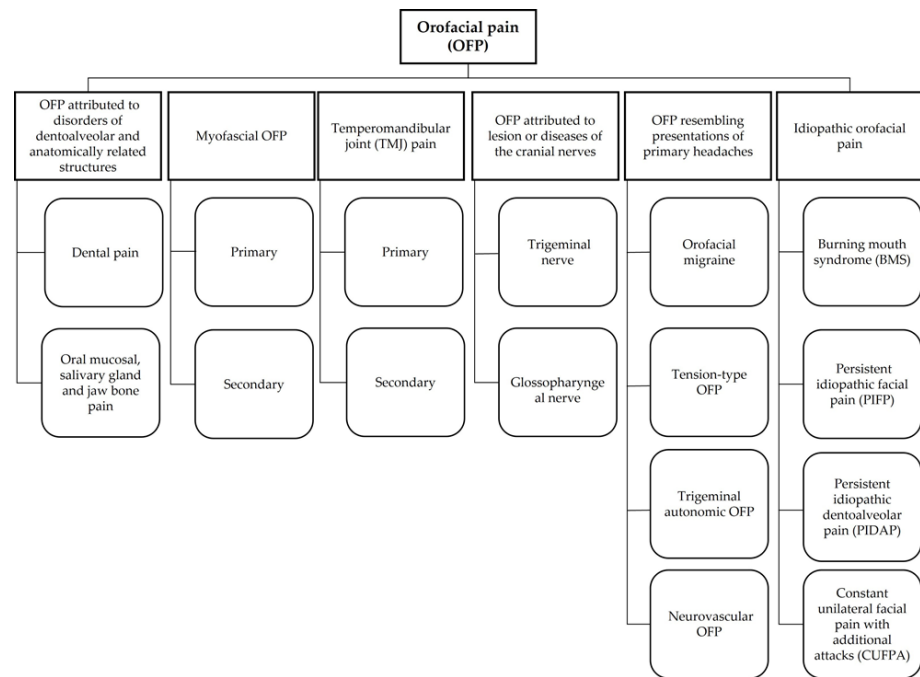 Orofacial pain
(OFP)
OFP attributed to
disorders of
dentoalveolar and
anatomically related
structures
Myofascial OFP
Temperomandibular
joint (TMJ) pain
OFP attributed to
lesion or diseases of
the cranial nerves
OFP resembling
presentations of
primary headaches
Idiopathic orofacial
pain
Dental pain
Primary
Primary
Trigeminal
nerve
Orofacial
migraine
Burning mouth
syndrome (BMS)
Oral mucosal,
salivary gland
and jaw bone
pain
Secondary
Secondary
Glossopharynge
al nerve
Tension-type
OFP
Persistent
idiopathic facial
pain (PIFP)
Trigeminal
autonomic OFP
Persistent
idiopathic
dentoalveolar
pain (PIDAP)
Neurovascular
OFP
Constant
unilateral facial
pain with
additional
attacks (CUFPA)